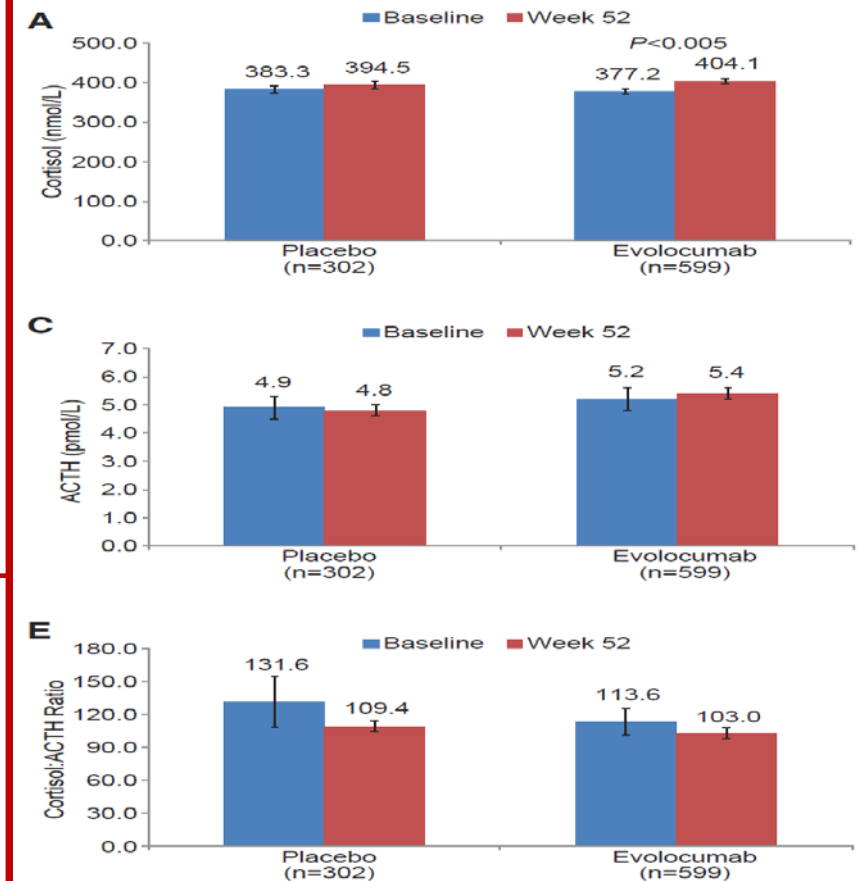 A
Baseline Week 52
Cortisol (nmol/L)
500.0
400.0
300.0
200.0
100.0
0.0
383.3 394.5
P<0.005
377.2 404.1
Placebo
(n=302)
Evolocumab
(n=599)
C
Baseline Week 52
ACTH (pmol/L)
7.0
6.0
5.0
4.0
3.0
2.0
1.0
0.0
4.9 4.8
5.2 5.4
Placebo
(n=302)
Evolocumab
(n=599)
E
Baseline Week 52
Cortisol:ACTH Ratio
180.0
150.0
120.0
90.0
60.0
30.0
0.0
131.6 109.4
113.6 103.0
Placebo
(n=302)
Evolocumab
(n=599)